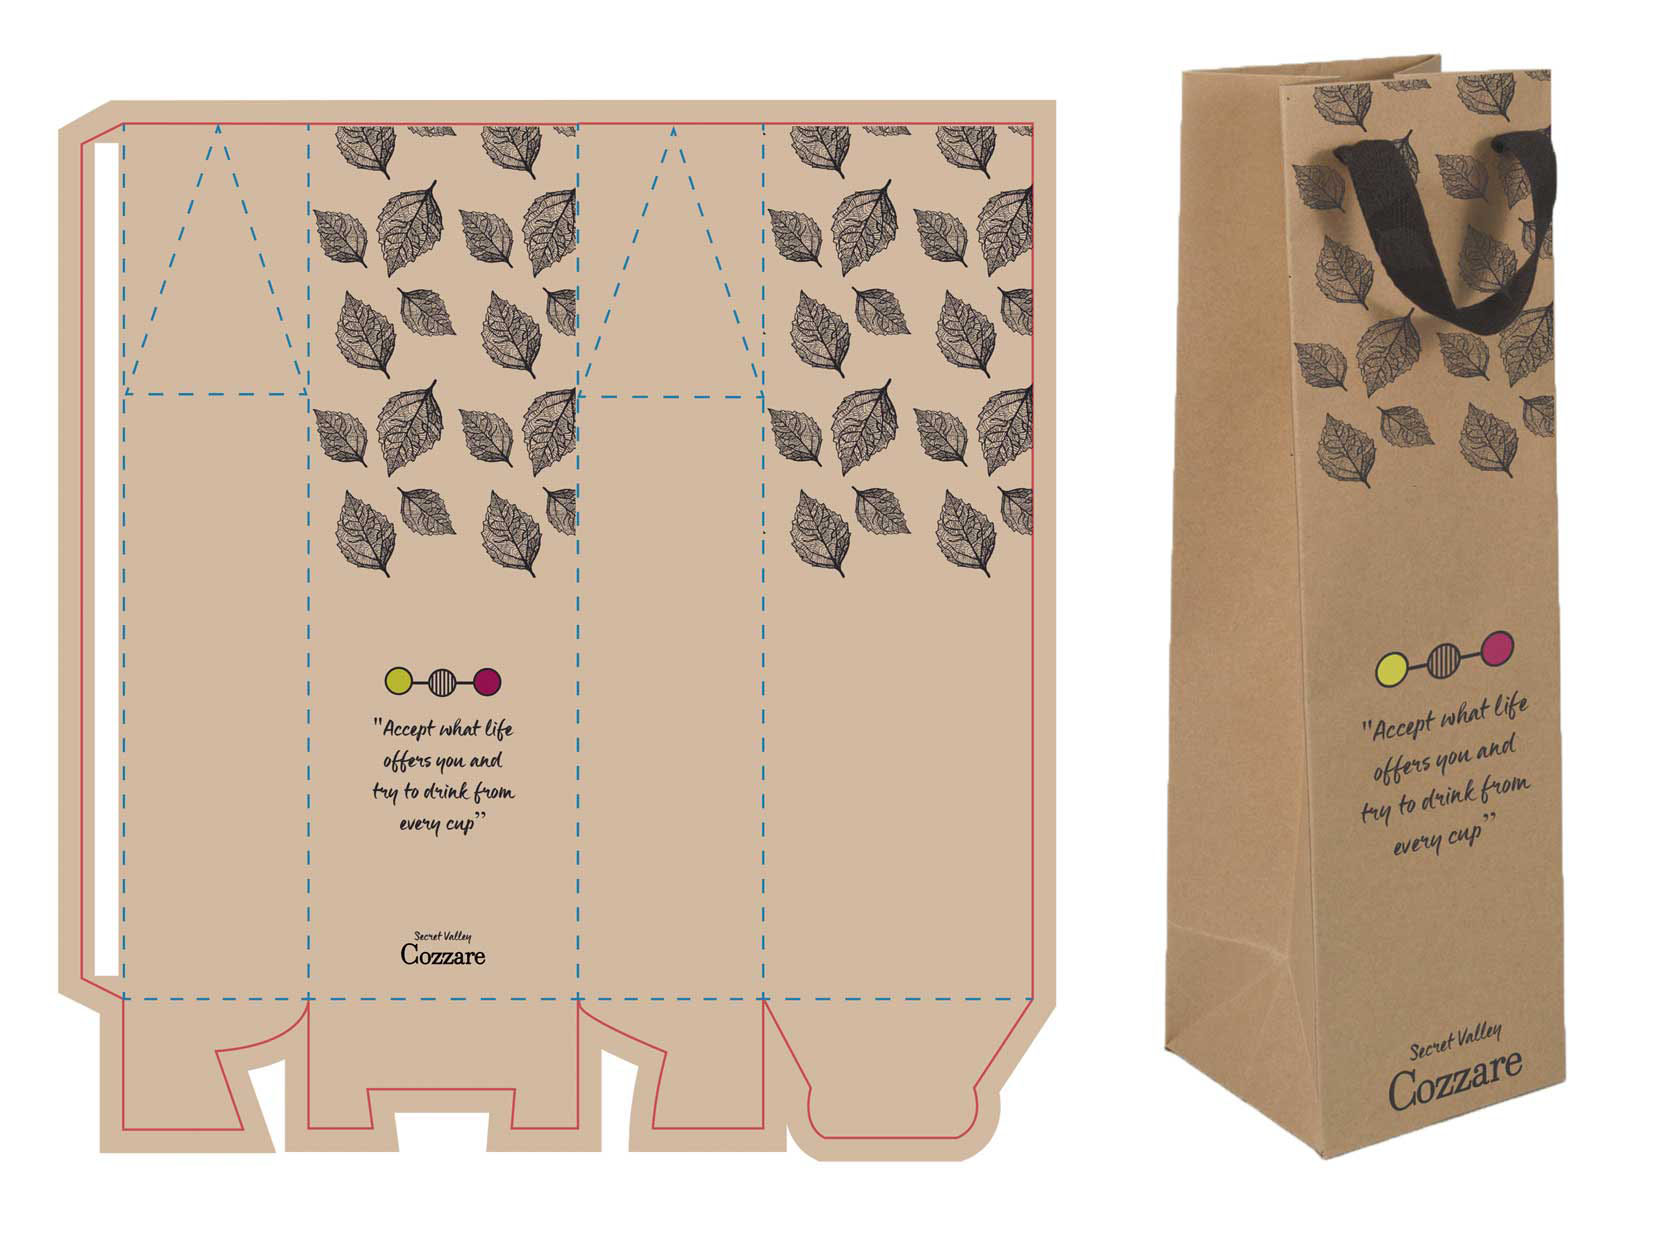 "Accept what life
offers you and
try to drink from
every cup”
Secret Valley
Cozzare
"Accept what life
offers you and
try to drink from
every cup”
Secret Valley
Cozzare